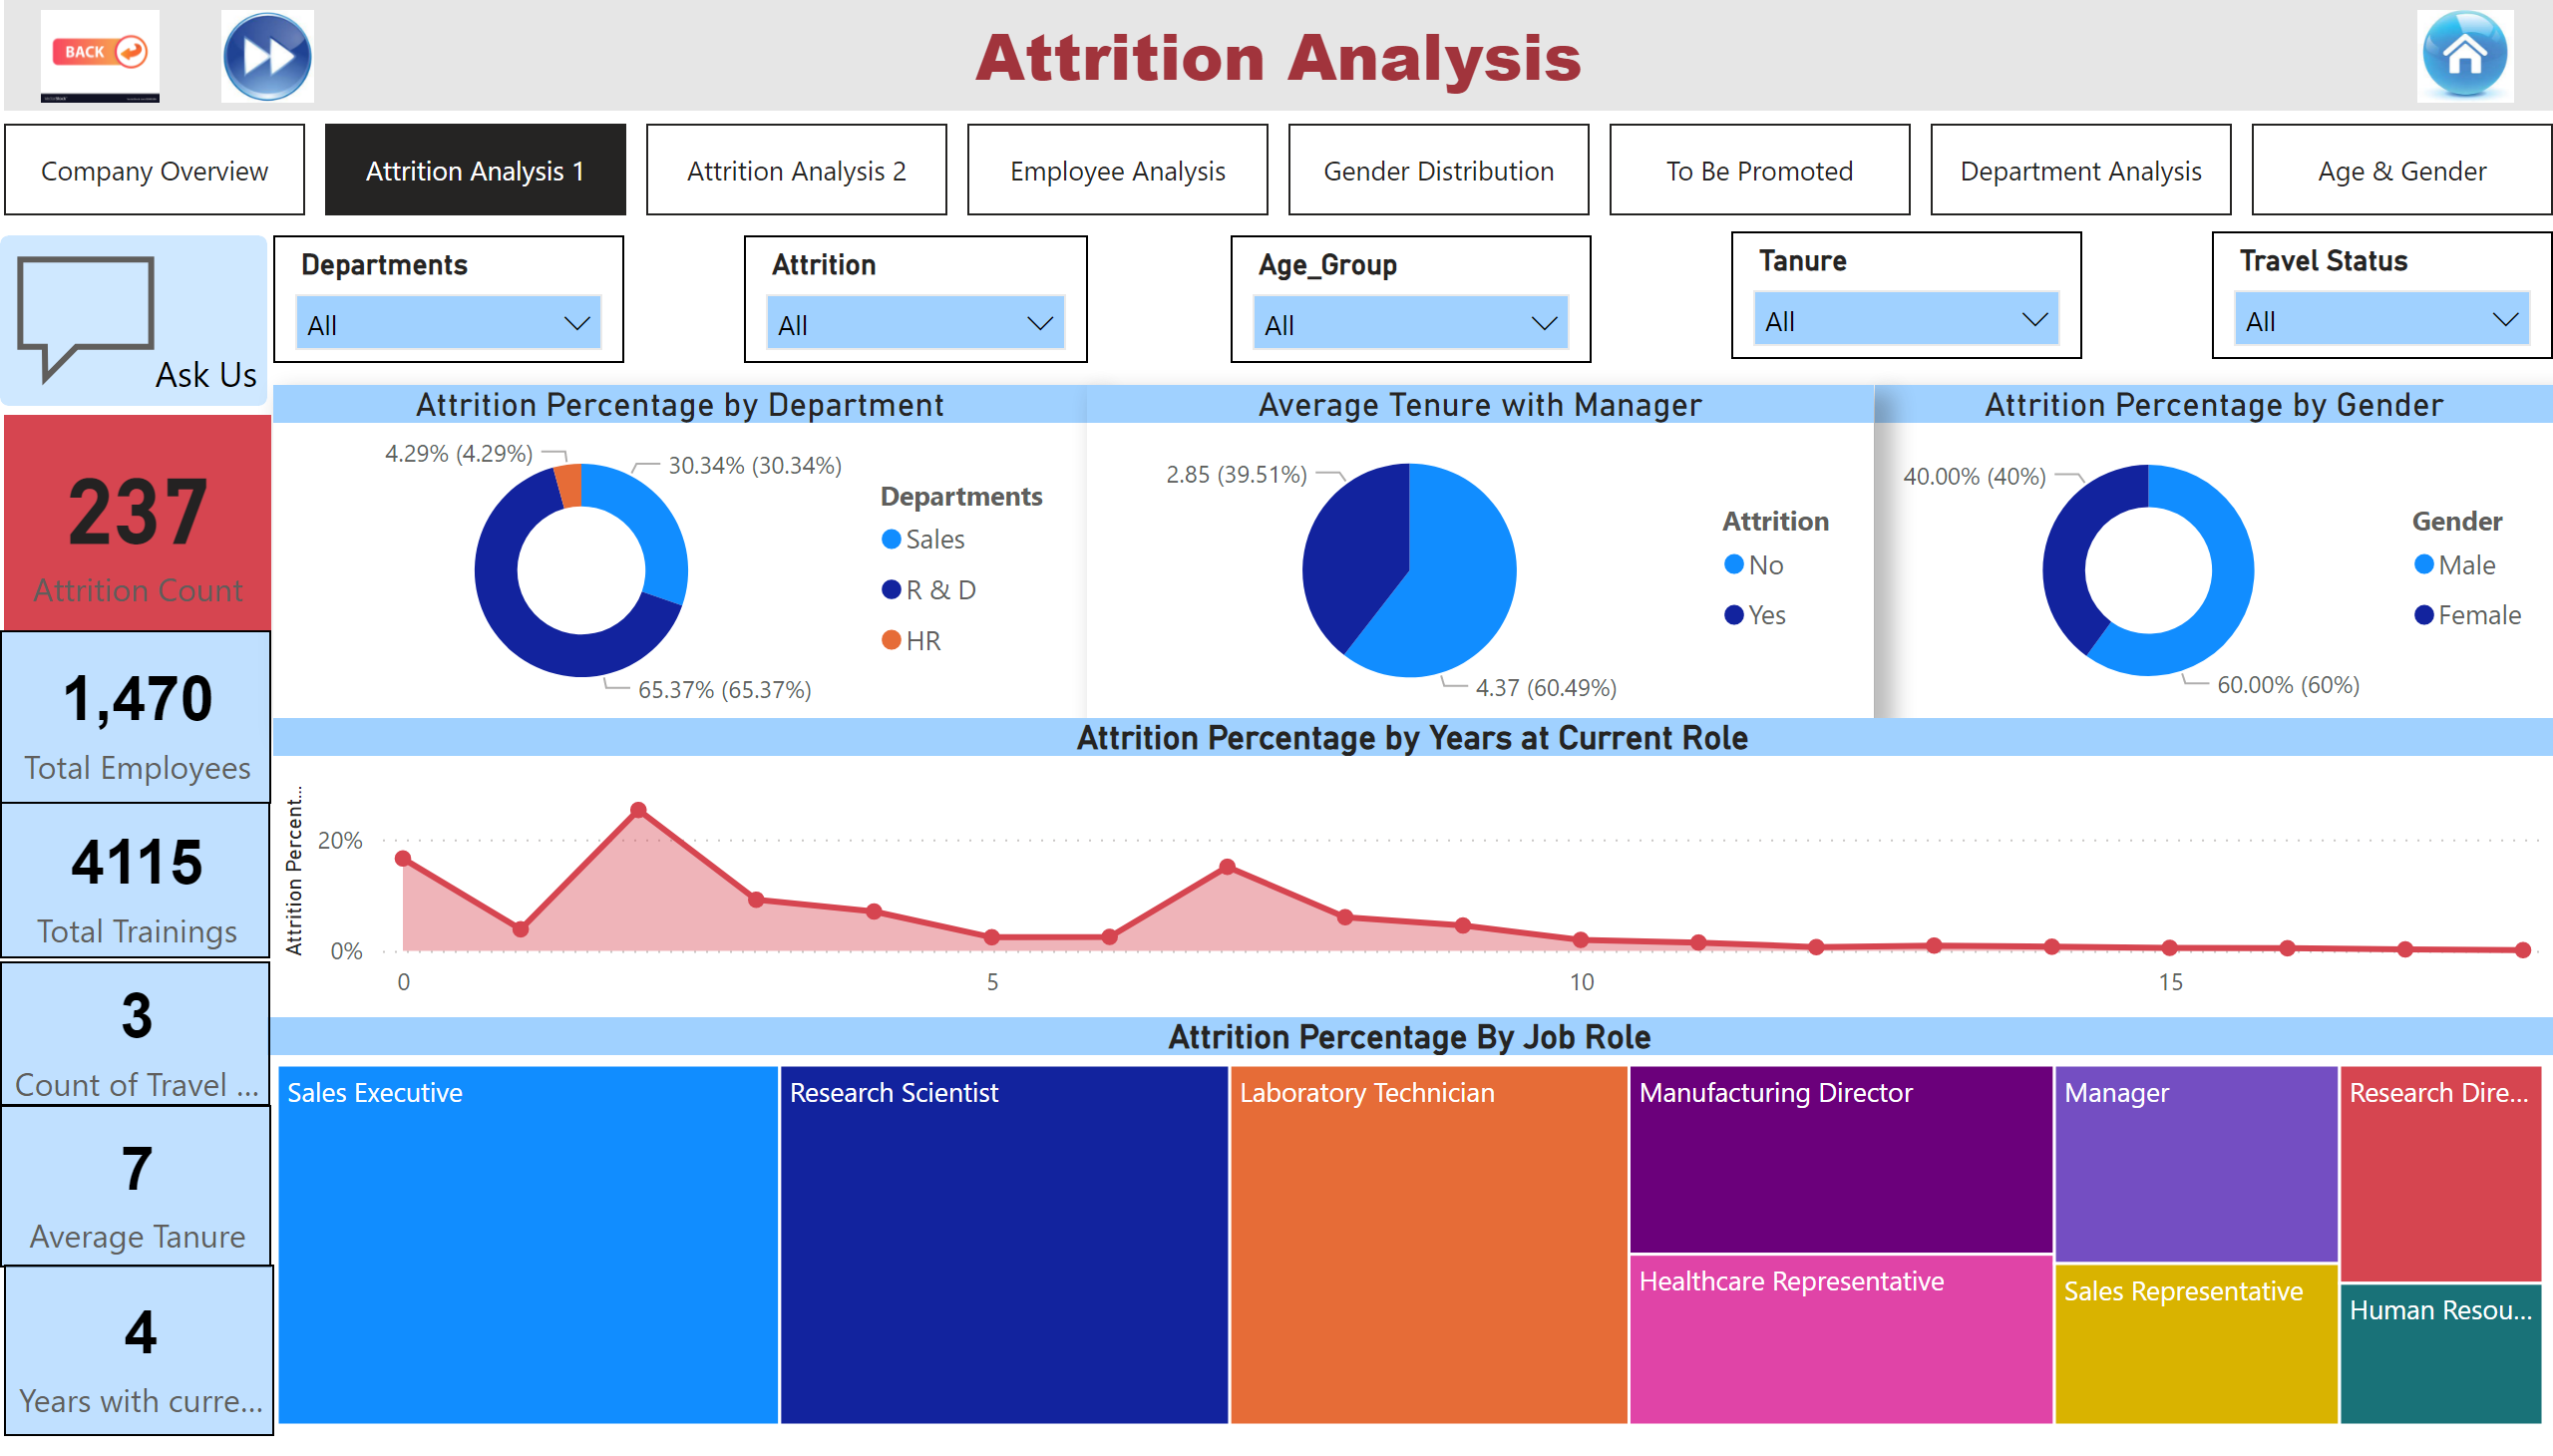 BACK
Attrition Analysis
Company Overview
Attrition Analysis 1
Attrition Analysis 2
Employee Analysis
Gender Distribution
To Be Promoted
Department Analysis
Age & Gender
Ask Us
Departments
All
Attrition
All
Age_Group
All
Tanure
All
Travel Status
All
237
Attrition Count
1,470
Total Employees
4115
Total Trainings
3
Count of Travel ...
7
Average Tanure
4
Years with curre...
Attrition Percentage by Department
4.29% (4.29%)
30.34% (30.34%)
65.37% (65.37%)
Departments
Sales
R & D
HR
Average Tenure with Manager
2.85 (39.51%)
4.37 (60.49%)
Attrition
No
Yes
Attrition Percentage by Gender
40.00% (40%)
60.00% (60%)
Gender
Male
Female
Attrition Percentage by Years at Current Role
Attrition Percent...
20%
0%
0
5
10
15
Attrition Percentage By Job Role
Sales Executive
Research Scientist
Laboratory Technician
Manufacturing Director
Healthcare Representative
Manager
Sales Representative
Research Dire...
Human Resou...